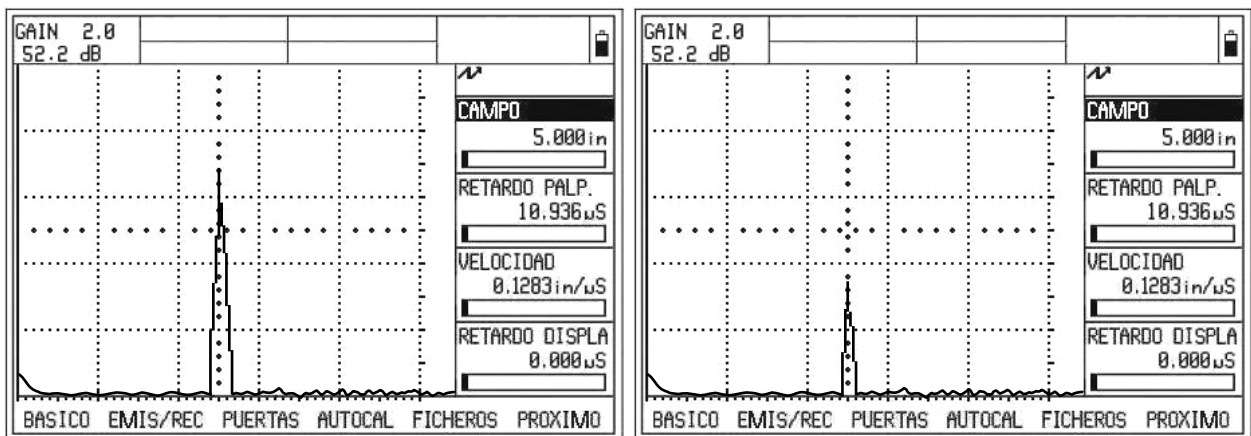 GAIN 2.0
52.2 dB
CAMPO
5.000in
RETARDO PALP.
10.936uS
VELOCIDAD
0.1283in/uS
RETARDO DISPLA
0.000uS
BASICO EMIS/REC PUERTAS AUTOCAL FICHEROS PROXIMO
GAIN 2.0
52.2 dB
CAMPO
5.000in
RETARDO PALP.
10.936uS
VELOCIDAD
0.1283in/uS
RETARDO DISPLA
0.000uS
BASICO EMIS/REC PUERTAS AUTOCAL FICHEROS PROXIMO